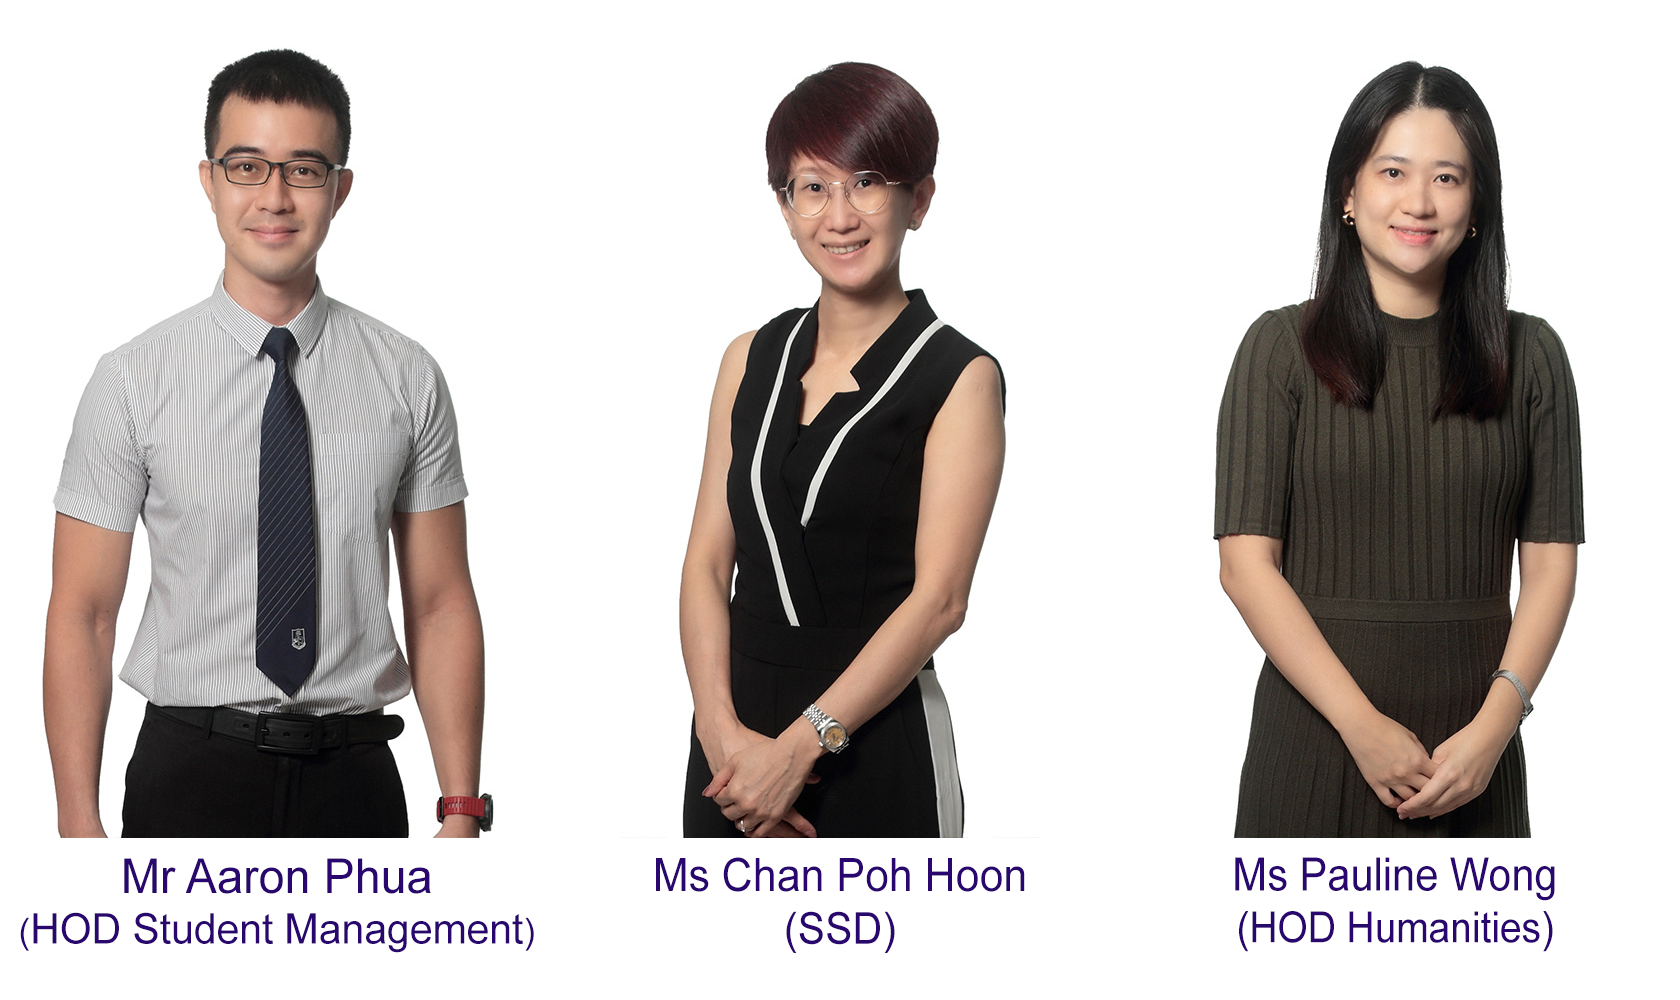 Mr Aaron Phua
(HOD Student Management)
Ms Chan Poh Hoon
(SSD)
Ms Pauline Wong
(HOD Humanities)